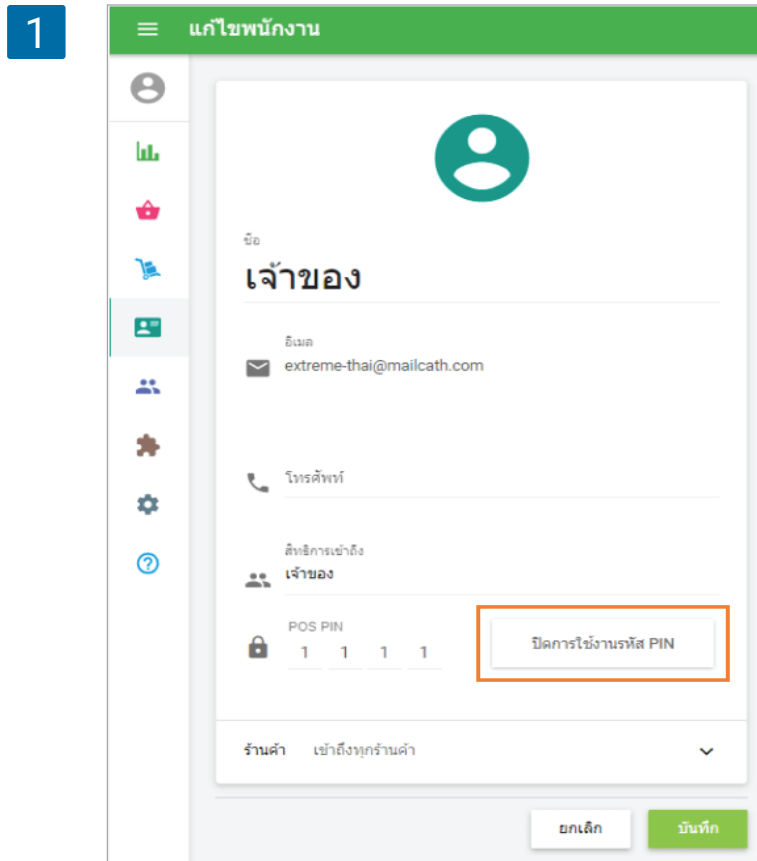 1
แก้ไขพนักงาน
ชื่อ
เจ้าของ
อีเมล
extreme-thai@mailcath.com
โทรศัพท์
สิทธิการเข้าถึง
เจ้าของ
POS PIN
1 1 1 1
ปิดการใช้งานรหัส PIN
ร้านค้า เข้าถึงทุกร้านค้า
ยกเลิก บันทึก